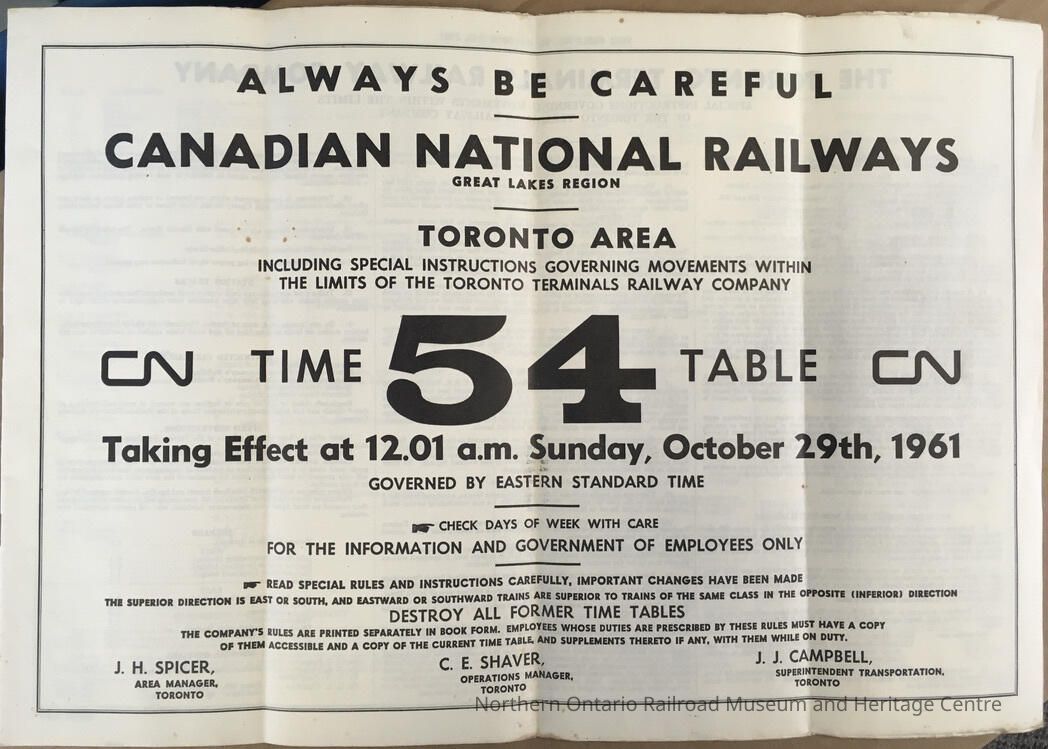 ALWAYS BE CAREFUL
CANADIAN NATIONAL RAILWAYS
GREAT LAKES REGION
TORONTO AREA
INCLUDING SPECIAL INSTRUCTIONS GOVERNING MOVEMENTS WITHIN
THE LIMITS OF THE TORONTO TERMINALS RAILWAY COMPANY
CN TIME 54 TABLE CN
Taking Effect at 12.01 a.m. Sunday, October 29th, 1961
GOVERNED BY EASTERN STANDARD TIME
CHECK DAYS OF WEEK WITH CARE
FOR THE INFORMATION AND GOVERNMENT OF EMPLOYEES ONLY
READ SPECIAL RULES AND INSTRUCTIONS CAREFULLY, IMPORTANT CHANGES HAVE BEEN MADE
THE SUPERIOR DIRECTION IS EAST OR SOUTH, AND EASTWARD OR SOUTHWARD TRAINS ARE SUPERIOR TO TRAINS OF THE SAME CLASS IN THE OPPOSITE (INFERIOR) DIRECTION
DESTROY ALL FORMER TIME TABLES
THE COMPANY'S RULES ARE PRINTED SEPARATELY IN BOOK FORM. EMPLOYEES WHOSE DUTIES ARE PRESCRIBED BY THESE RULES MUST HAVE A COPY
OF THEM ACCESSIBLE AND A COPY OF THE CURRENT TIME TABLE, AND SUPPLEMENTS THERETO IF ANY, WITH THEM WHILE ON DUTY.
J. H. SPICER,
AREA MANAGER,
TORONTO
C. E. SHAVER,
OPERATIONS MANAGER,
TORONTO
J. J. CAMPBELL,
SUPERINTENDENT TRANSPORTATION,
TORONTO
Northern Ontario Railroad Museum and Heritage Centre